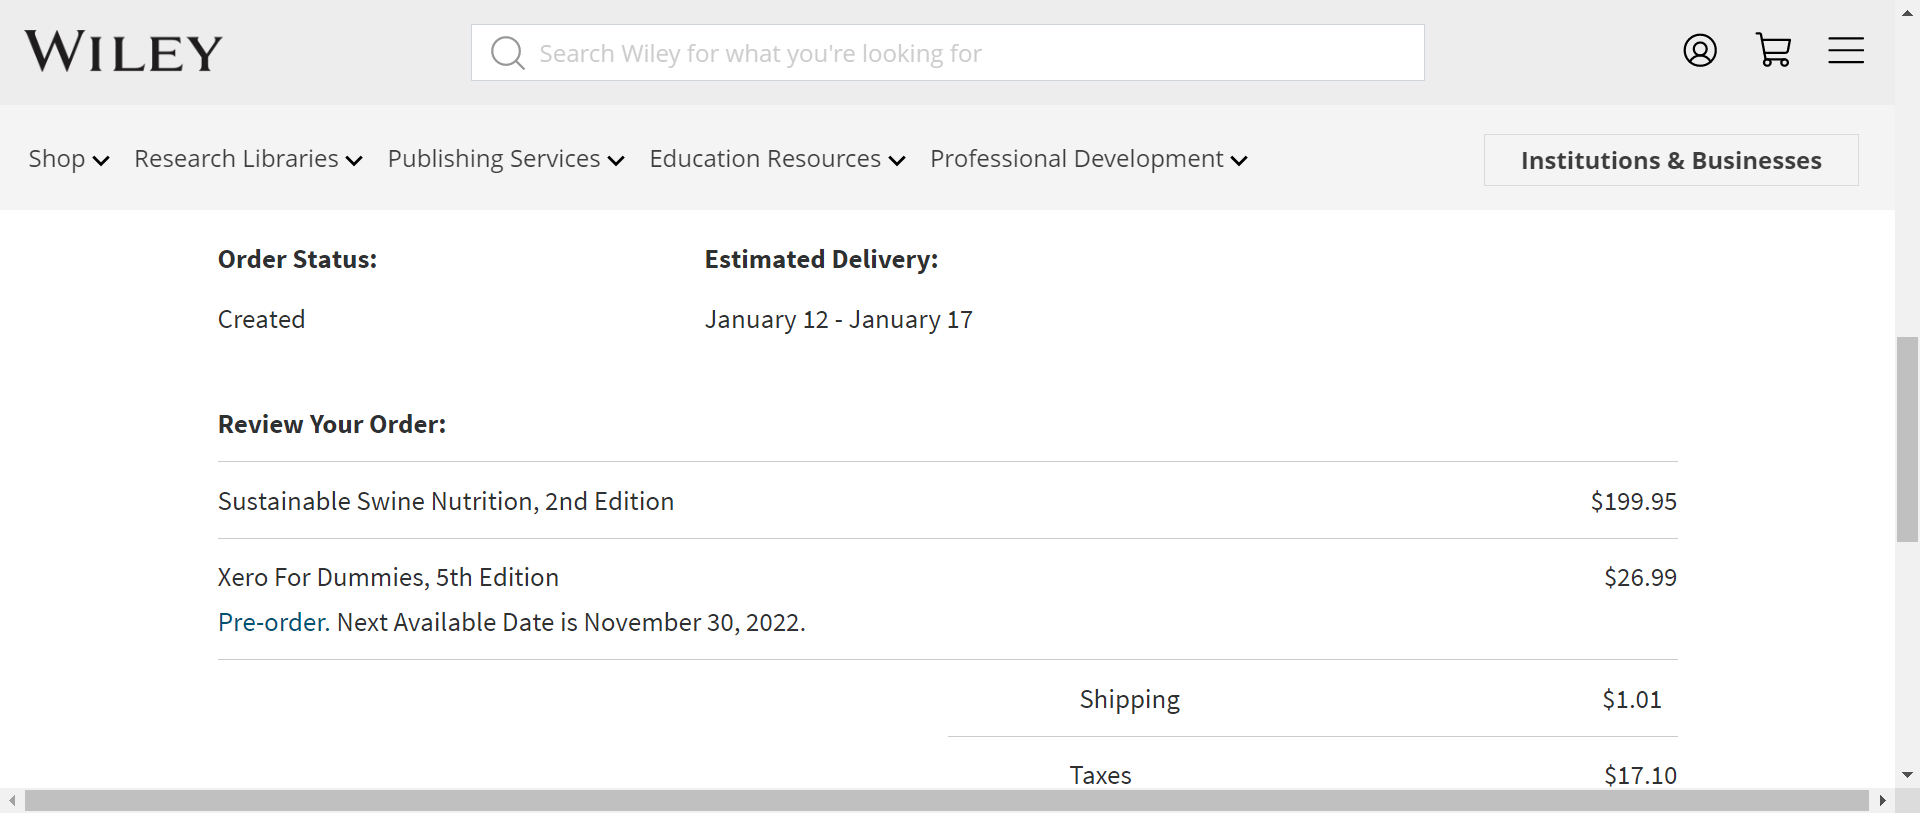 WILEY
Search Wiley for what you're looking for
Shop Research Libraries Publishing Services Education Resources Professional Development Institutions & Businesses
Order Status: Estimated Delivery:
Created January 12 - January 17
Review Your Order:
Sustainable Swine Nutrition, 2nd Edition $199.95
Xero For Dummies, 5th Edition $26.99
Pre-order. Next Available Date is November 30, 2022.
Shipping $1.01
Taxes $17.10